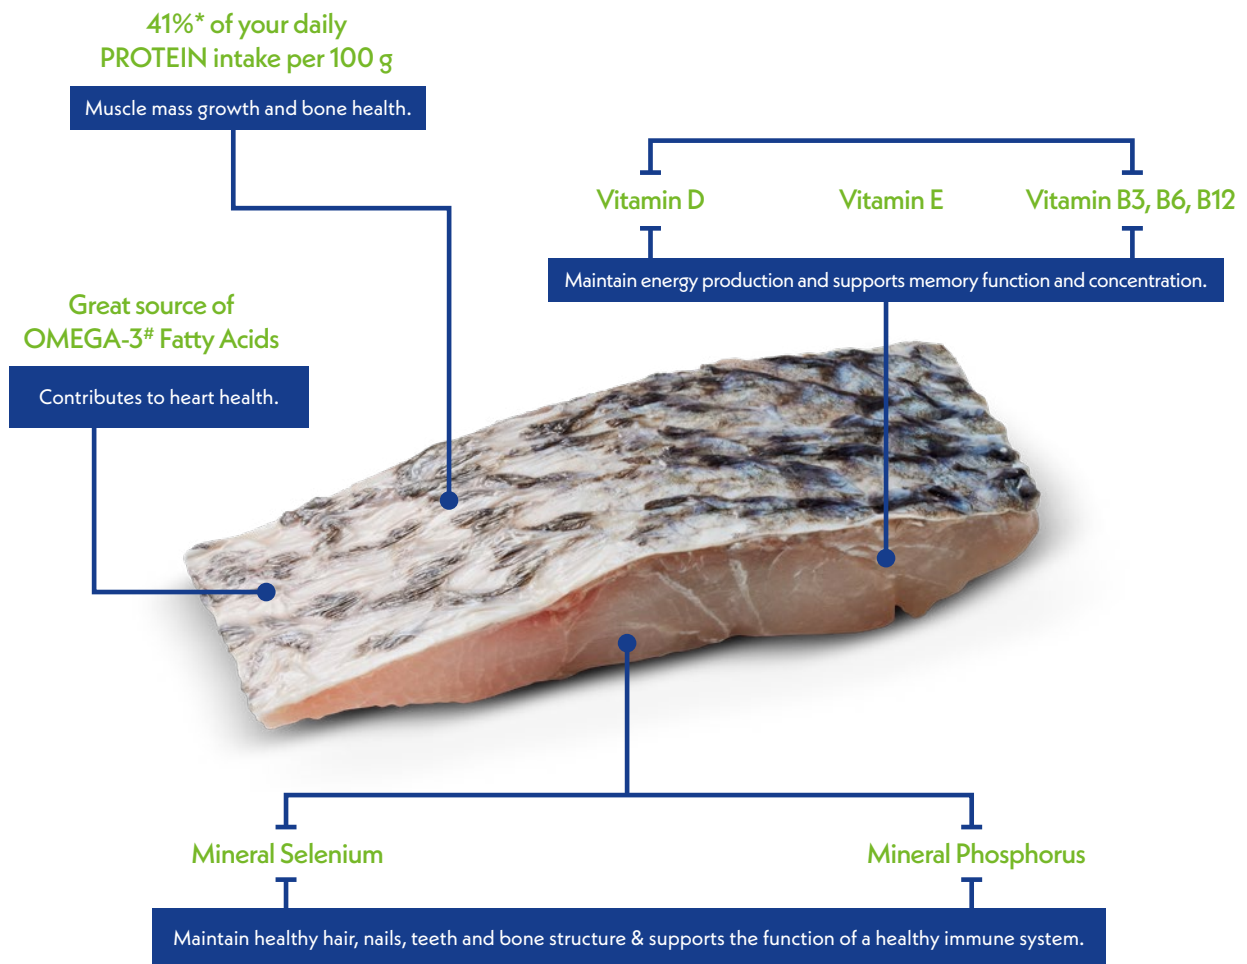 41%* of your daily
PROTEIN intake per 100 g
Muscle mass growth and bone health.
Vitamin D
Vitamin E
Vitamin B3, B6, B12
Maintain energy production and supports memory function and concentration.
Great source of
OMEGA-3# Fatty Acids
Contributes to heart health.
Mineral Selenium
Mineral Phosphorus
Maintain healthy hair, nails, teeth and bone structure & supports the function of a healthy immune system.